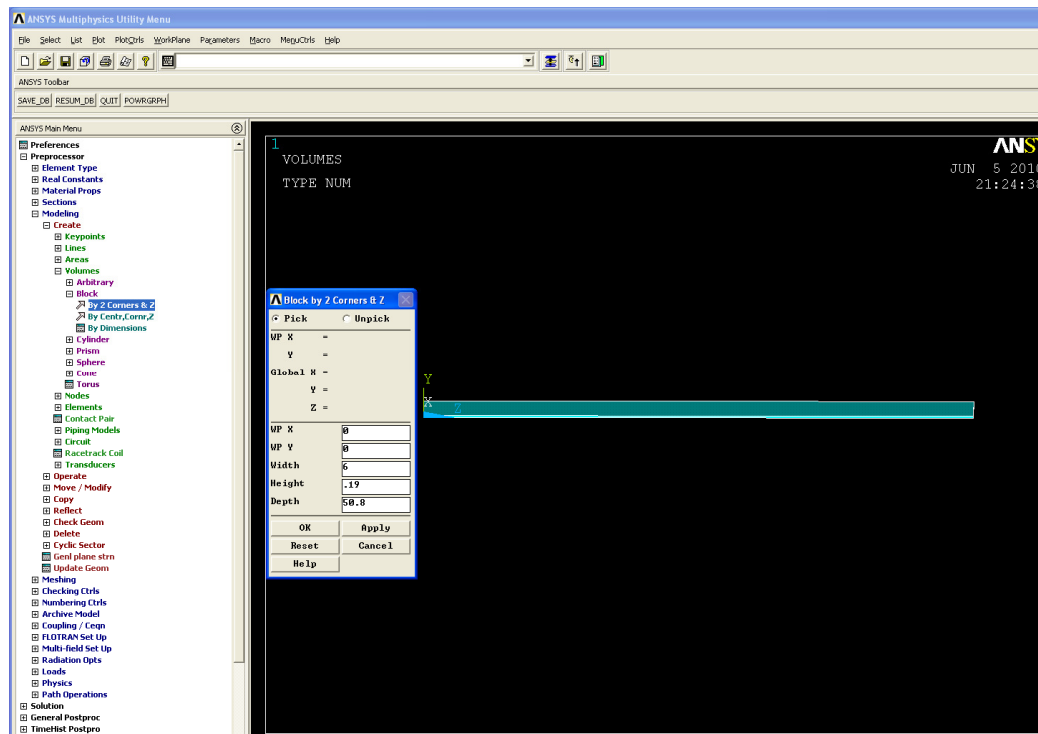 ANSYS Multiphysics Utility Menu
File Select List Plot PlotCtrls WorkPlane Parameters Macro MenuCtrls Help
ANSYS Toolbar
SAVE_DB RESUM_DB QUIT POWRGRPH
ANSYS Main Menu
Preferences
Preprocessor
Element Type
Real Constants
Material Props
Sections
Modeling
Create
Keypoints
Lines
Areas
Volumes
Arbitrary
Block
By 2 Corners & Z
By Centr,Cornr,Z
By Dimensions
Cylinder
Prism
Sphere
Cone
Torus
Nodes
Elements
Contact Pair
Piping Models
Circuit
Racetrack Coil
Transducers
Operate
Move / Modify
Copy
Reflect
Check Geom
Delete
Cyclic Sector
Genl plane strn
Update Geom
Meshing
Checking Ctrls
Numbering Ctrls
Archive Model
Coupling / Ceqn
FLOTRAN Set Up
Multi-field Set Up
Radiation Opts
Loads
Physics
Path Operations
Solution
General Postproc
TimeHist Postpro
1
VOLUMES
TYPE NUM
ANSY
JUN 5 2010
21:24:38
Block by 2 Corners & Z
Pick Unpick
WP X =
Y =
Global X =
Y =
Z =
WP X 0
WP Y 0
Width 6
Height .19
Depth 50.8
OK Apply
Reset Cancel
Help
Y
X Z